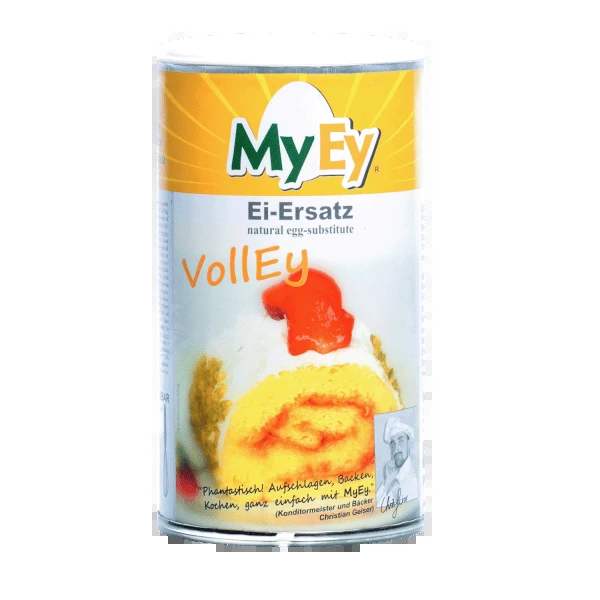 MyEy®
Ei-Ersatz
natural egg-substitute
VollEy
"Phantastisch! Aufschlagen, Backen,
Kochen, ganz einfach mit MyEy."
(Konditormeister und Bäcker
Christian Geiser)